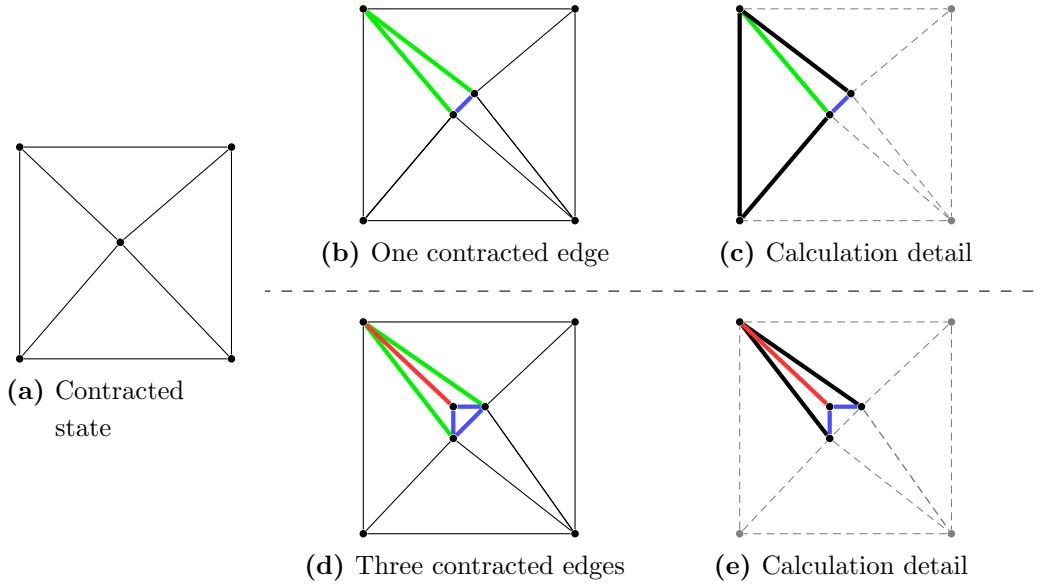 (b) One contracted edge
(c) Calculation detail
(a) Contracted
state
(d) Three contracted edges
(e) Calculation detail